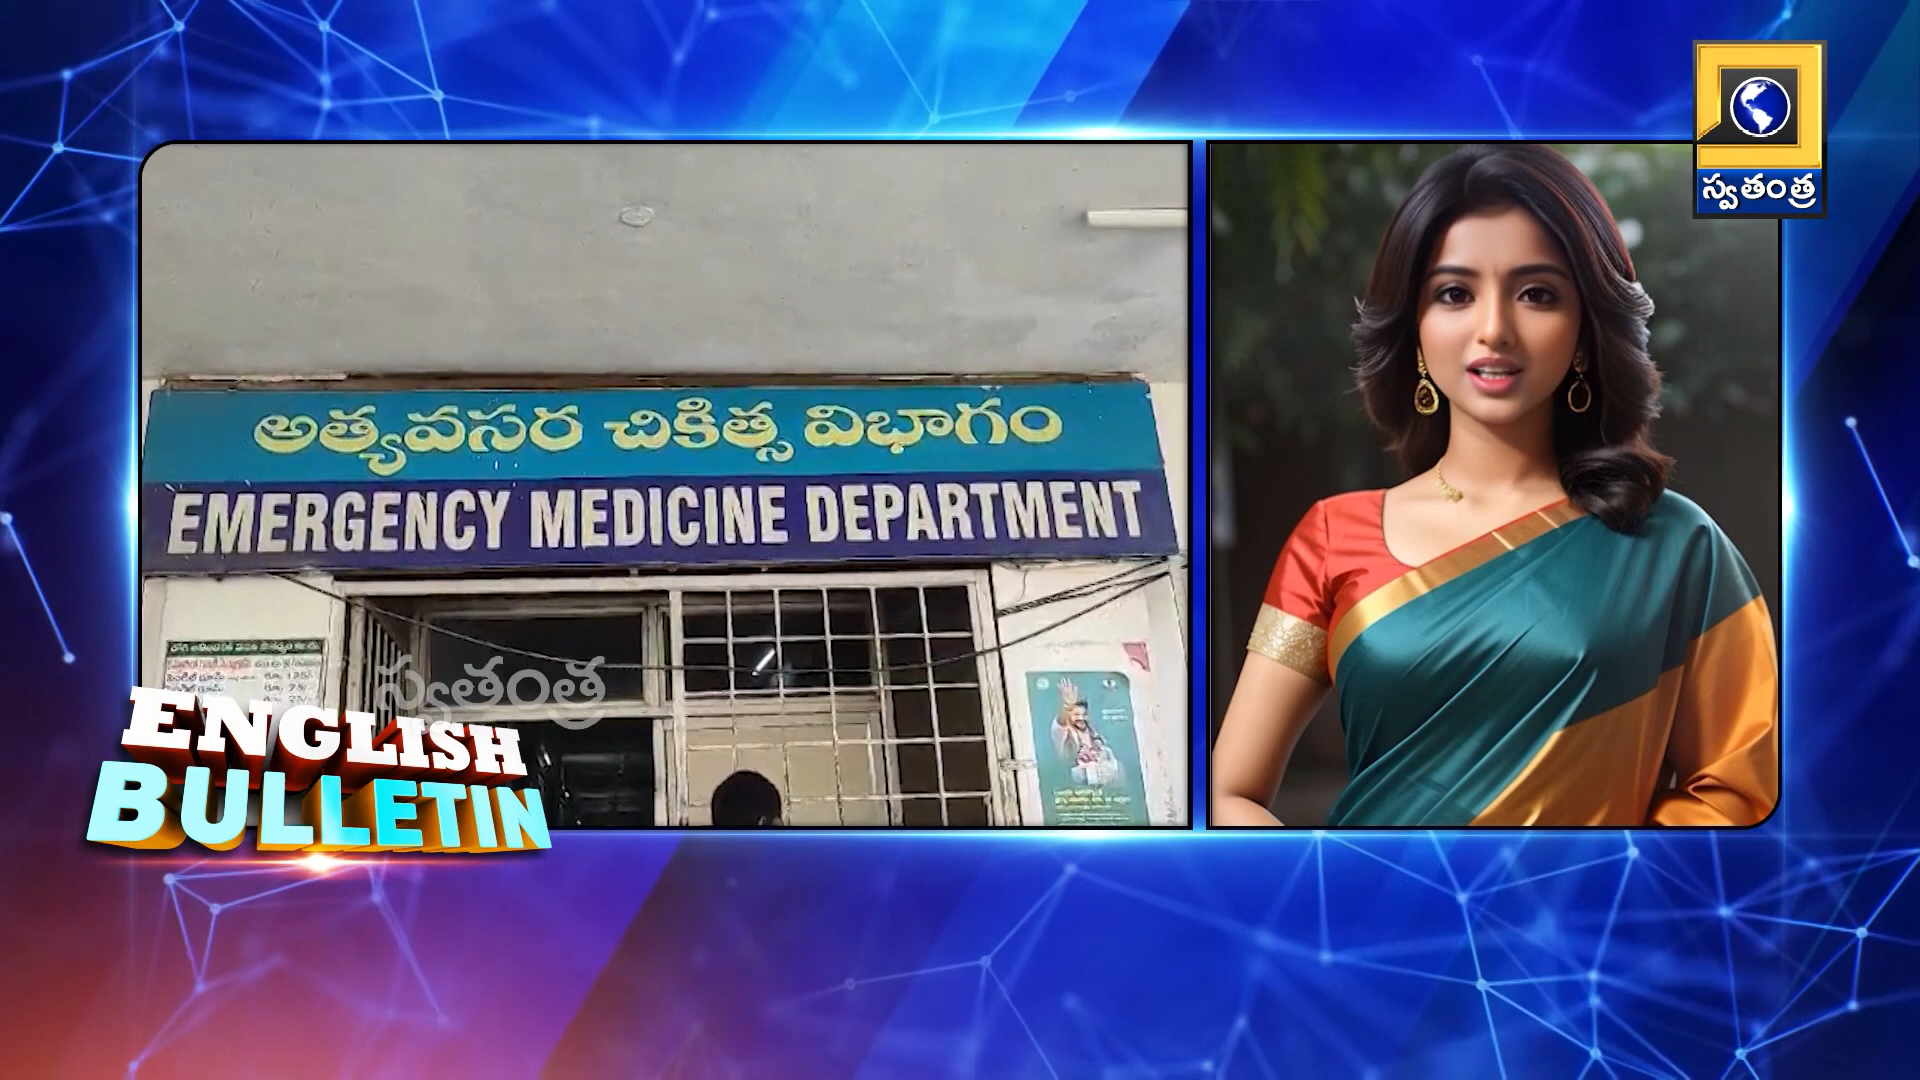 స్వతంత్ర
అత్యవసర చికిత్స విభాగం
EMERGENCY MEDICINE DEPARTMENT
స్వతంత్ర
ENGLISH
BULLETIN